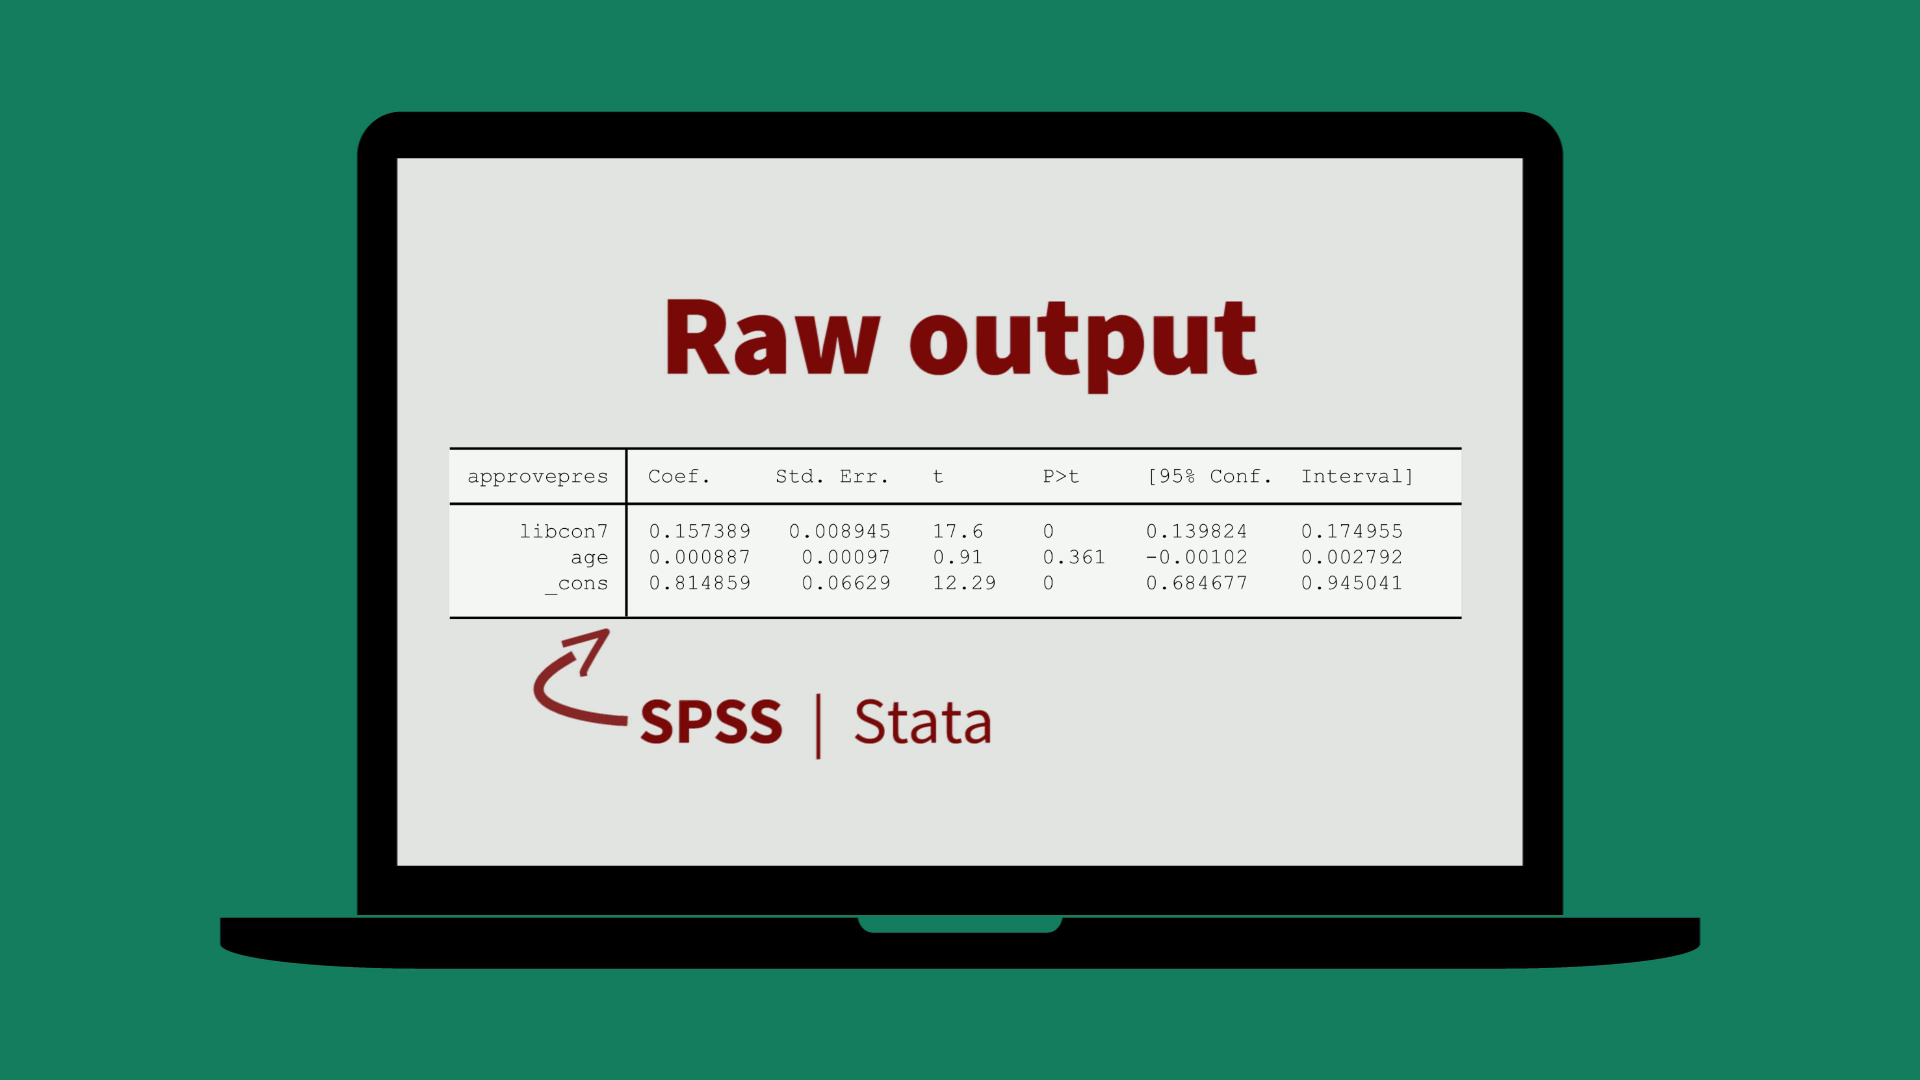 Raw output
approvepres Coef. Std. Err. t P>t [95% Conf. Interval]
libcon7 0.157389 0.008945 17.6 0 0.139824 0.174955
age 0.000887 0.00097 0.91 0.361 -0.00102 0.002792
_cons 0.814859 0.06629 12.29 0 0.684677 0.945041
SPSS | Stata